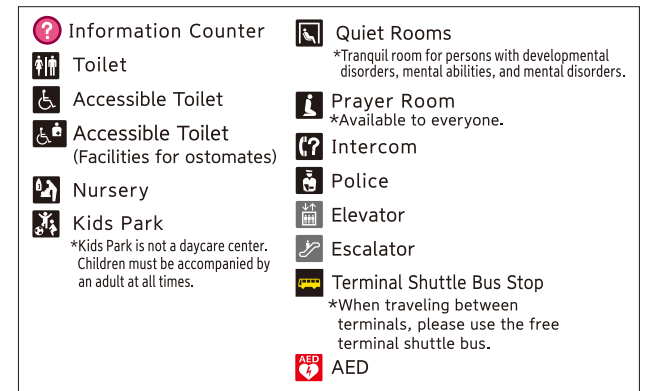 ? Information Counter
Toilet
Accessible Toilet
Accessible Toilet
(Facilities for ostomates)
Nursery
Kids Park
*Kids Park is not a daycare center.
Children must be accompanied by
an adult at all times.
Quiet Rooms
*Tranquil room for persons with developmental
disorders, mental abilities, and mental disorders.
Prayer Room
*Available to everyone.
? Intercom
Police
Elevator
Escalator
Terminal Shuttle Bus Stop
*When traveling between
terminals, please use the free
terminal shuttle bus.
AED AED